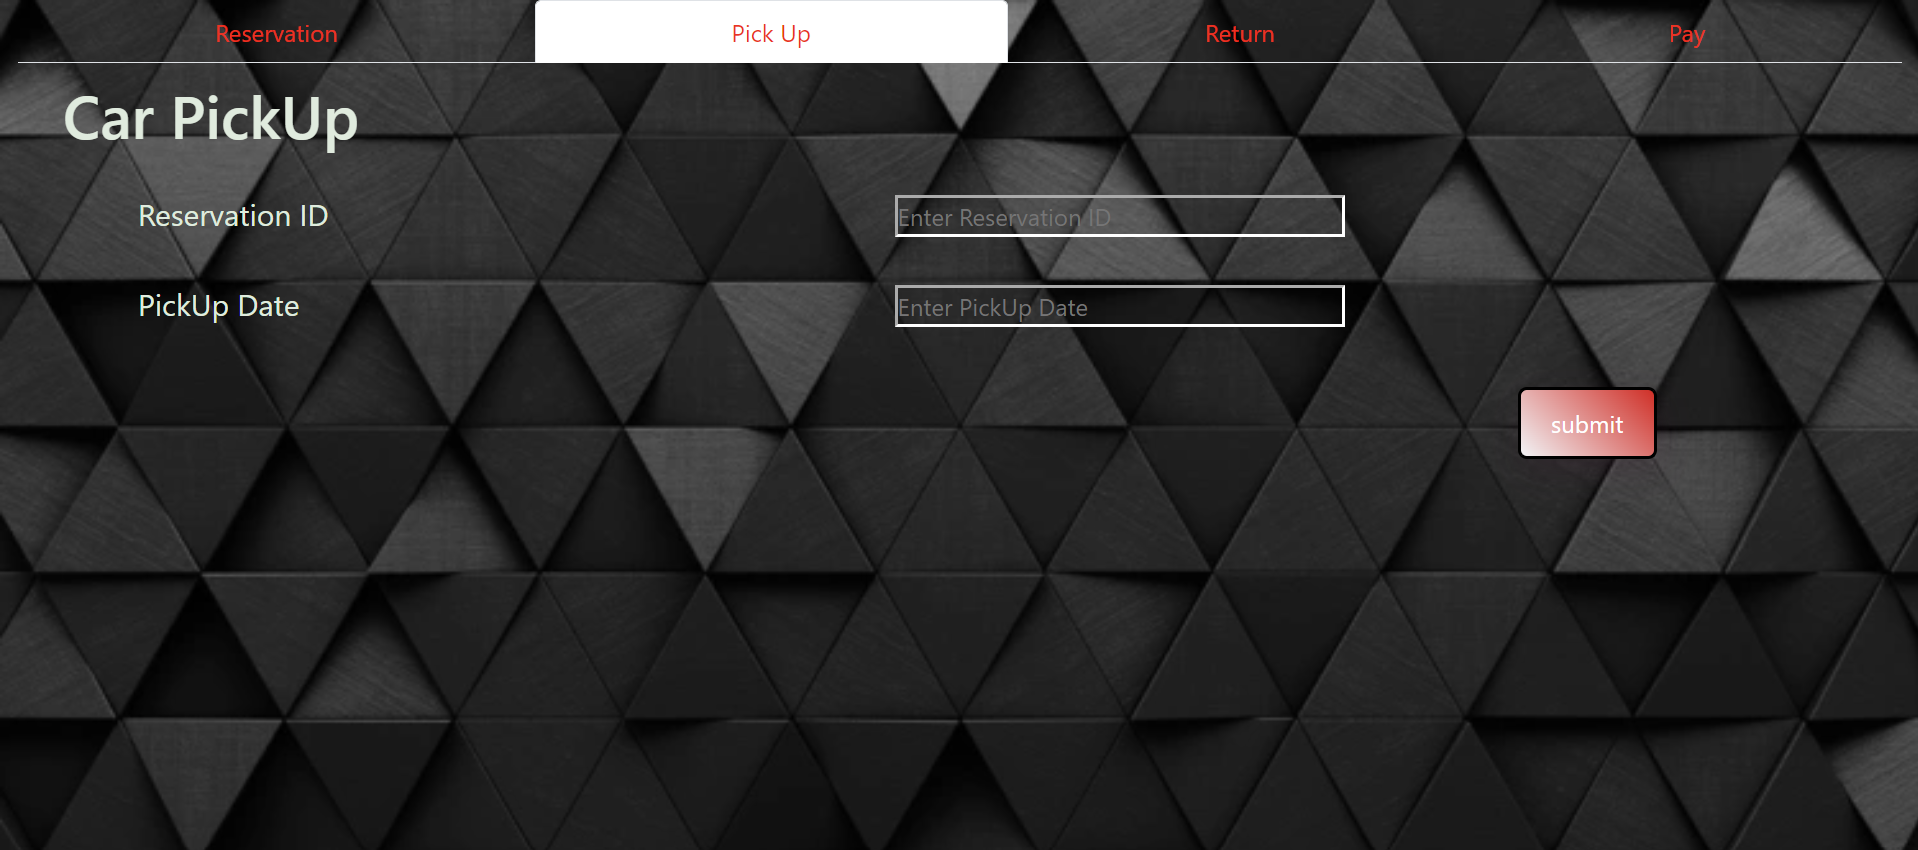 Reservation Pick Up Return Pay
Car PickUp
Reservation ID Enter Reservation ID
PickUp Date Enter PickUp Date
submit